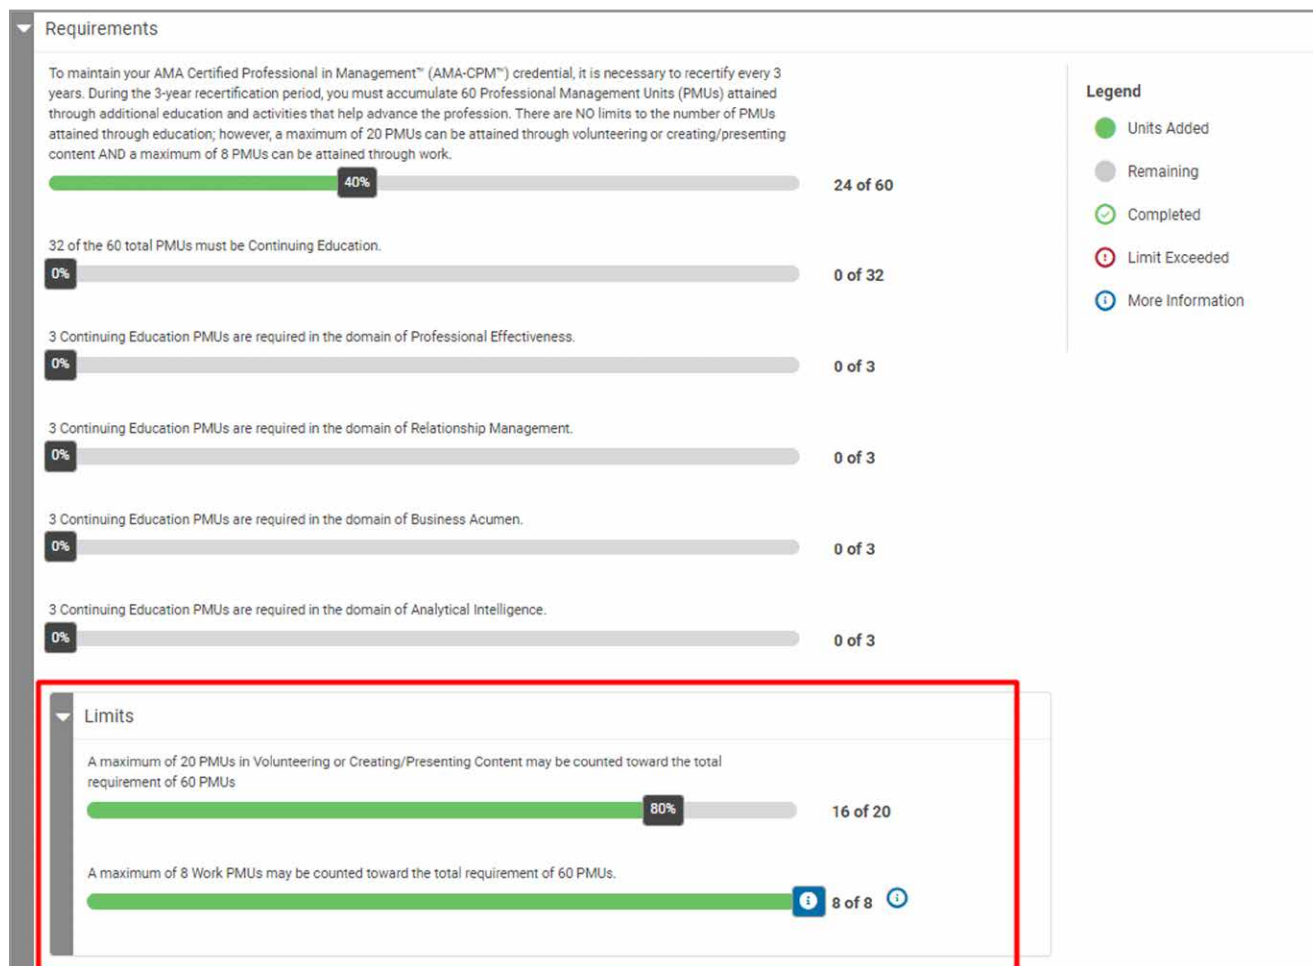 Requirements
To maintain your AMA Certified Professional in Management™ (AMA-CPM™) credential, it is necessary to recertify every 3
years. During the 3-year recertification period, you must accumulate 60 Professional Management Units (PMUs) attained
through additional education and activities that help advance the profession. There are NO limits to the number of PMUs
attained through education; however, a maximum of 20 PMUs can be attained through volunteering or creating/presenting
content AND a maximum of 8 PMUs can be attained through work.
40%
24 of 60
32 of the 60 total PMUs must be Continuing Education.
0%
0 of 32
3 Continuing Education PMUs are required in the domain of Professional Effectiveness.
0%
0 of 3
3 Continuing Education PMUs are required in the domain of Relationship Management.
0%
0 of 3
3 Continuing Education PMUs are required in the domain of Business Acumen.
0%
0 of 3
3 Continuing Education PMUs are required in the domain of Analytical Intelligence.
0%
0 of 3
Limits
A maximum of 20 PMUs in Volunteering or Creating/Presenting Content may be counted toward the total
requirement of 60 PMUs
80%
16 of 20
A maximum of 8 Work PMUs may be counted toward the total requirement of 60 PMUs.
8 of 8
Legend
Units Added
Remaining
Completed
Limit Exceeded
More Information